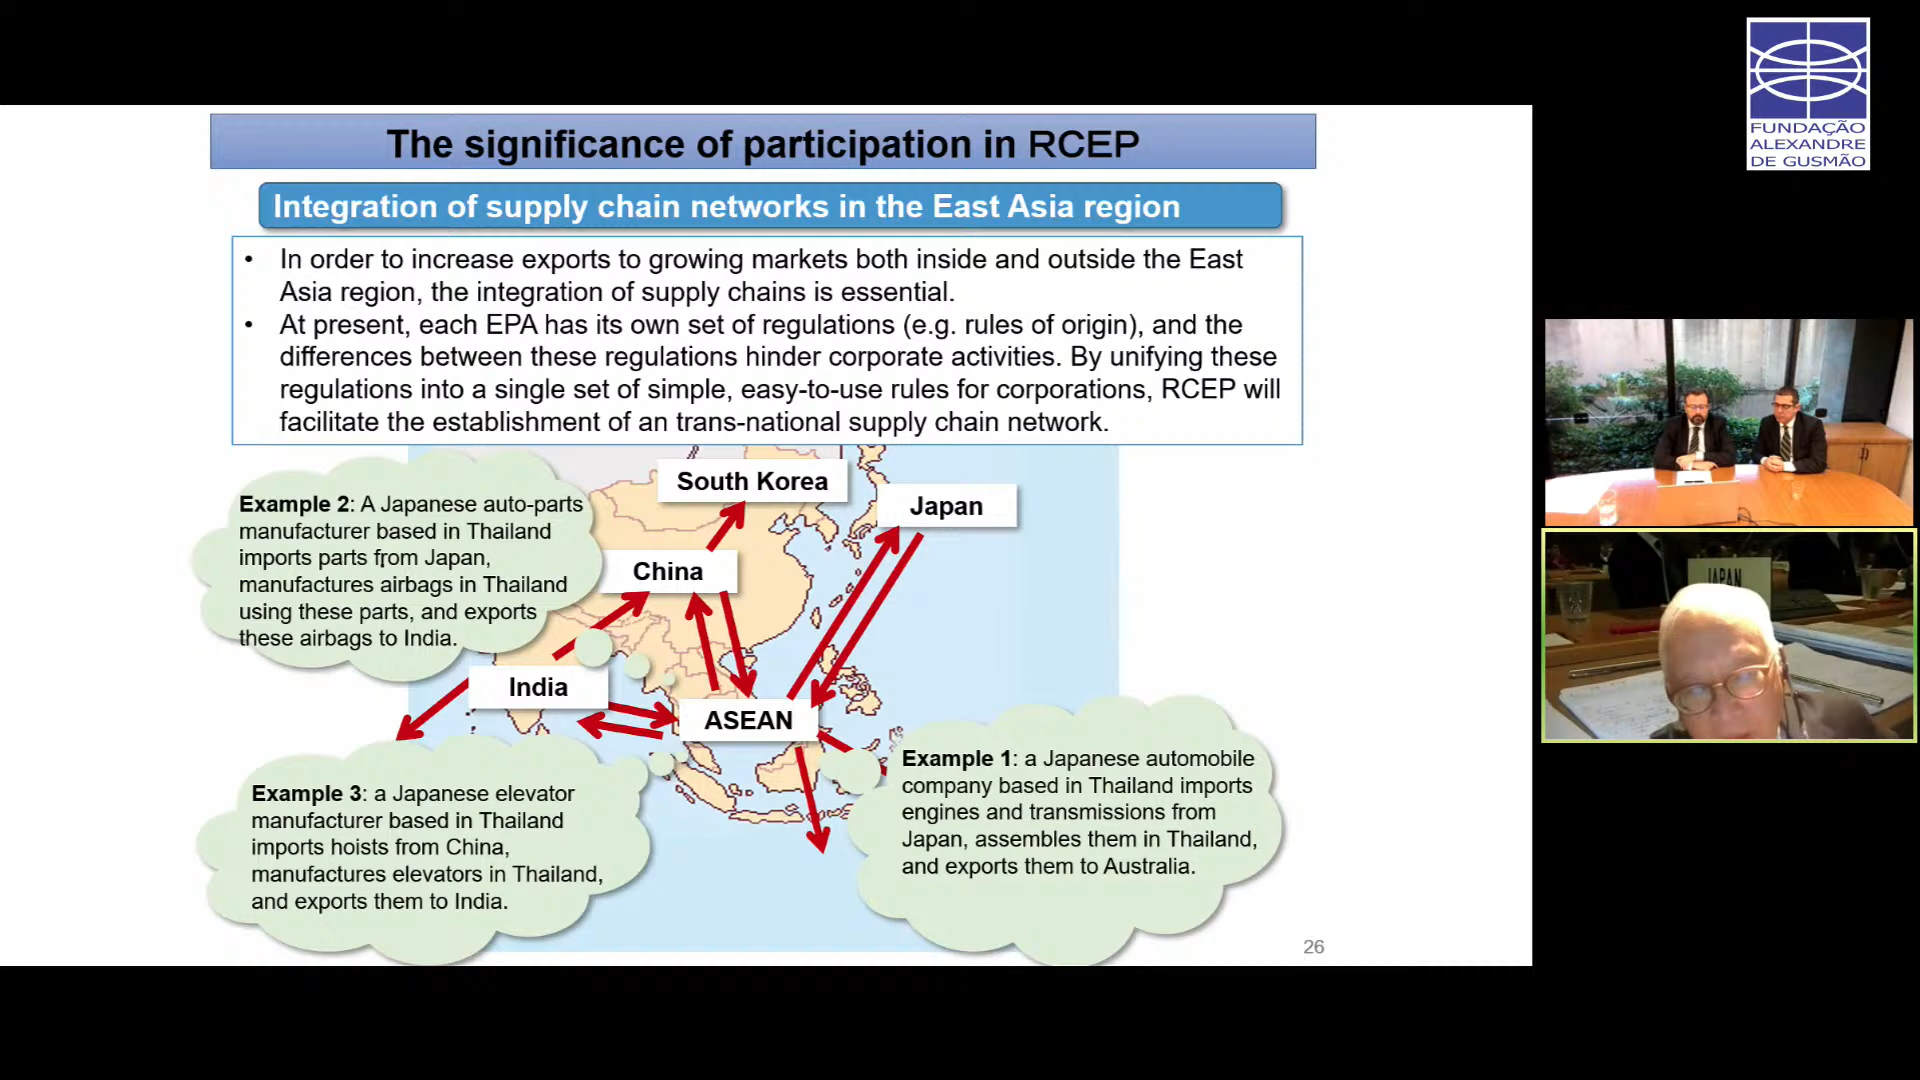 The significance of participation in RCEP
Integration of supply chain networks in the East Asia region
• In order to increase exports to growing markets both inside and outside the East
Asia region, the integration of supply chains is essential.
• At present, each EPA has its own set of regulations (e.g. rules of origin), and the
differences between these regulations hinder corporate activities. By unifying these
regulations into a single set of simple, easy-to-use rules for corporations, RCEP will
facilitate the establishment of an trans-national supply chain network.
South Korea
Japan
China
India
ASEAN
Example 2: A Japanese auto-parts
manufacturer based in Thailand
imports parts from Japan,
manufactures airbags in Thailand
using these parts, and exports
these airbags to India.
Example 3: a Japanese elevator
manufacturer based in Thailand
imports hoists from China,
manufactures elevators in Thailand,
and exports them to India.
Example 1: a Japanese automobile
company based in Thailand imports
engines and transmissions from
Japan, assembles them in Thailand,
and exports them to Australia.
26
FUNDAÇÃO
ALEXANDRE
DE GUSMÃO
JAPAN